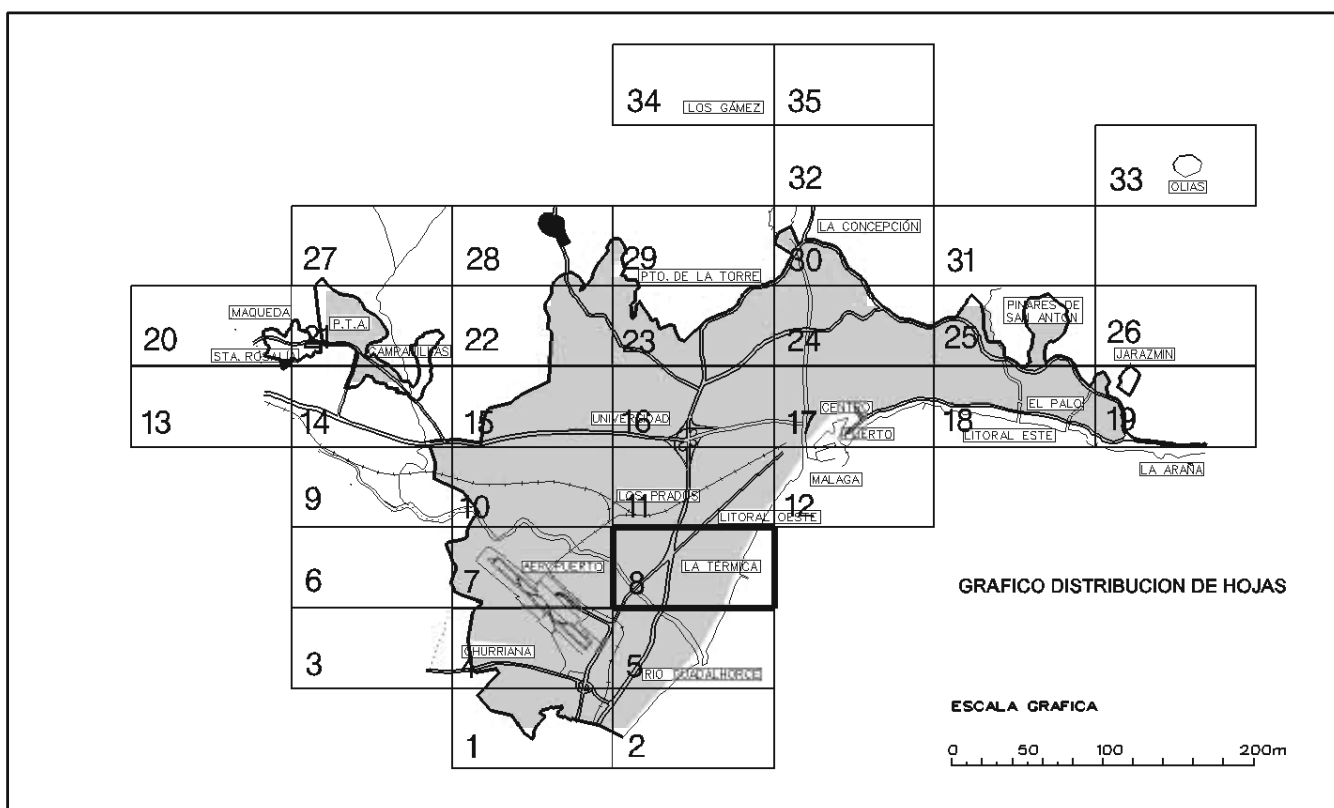 34 LOS GÁMEZ 35
32
33
OLIAS
LA CONCEPCIÓN
27 28 29 30 31
PTO. DE LA TORRE
MAQUEDA P.T.A. PINARES DE
SAN ANTON
20 21 22 23 24 25 26
STA. ROSALIA CAMPANILLAS JARAZMIN
13 14 15 16 17 18 19
UNIVERSIDAD CENTRO EL PALO
PUERTO LITORAL ESTE
LA ARAÑA
MALAGA
9 10 11 12
LOS PRADOS
LITORAL OESTE
6 7 8
AEROPUERTO LA TÉRMICA
GRAFICO DISTRIBUCION DE HOJAS
CHURRIANA
3 5
RIO GUADALHORCE
ESCALA GRAFICA
1 2
0 50 100 200m